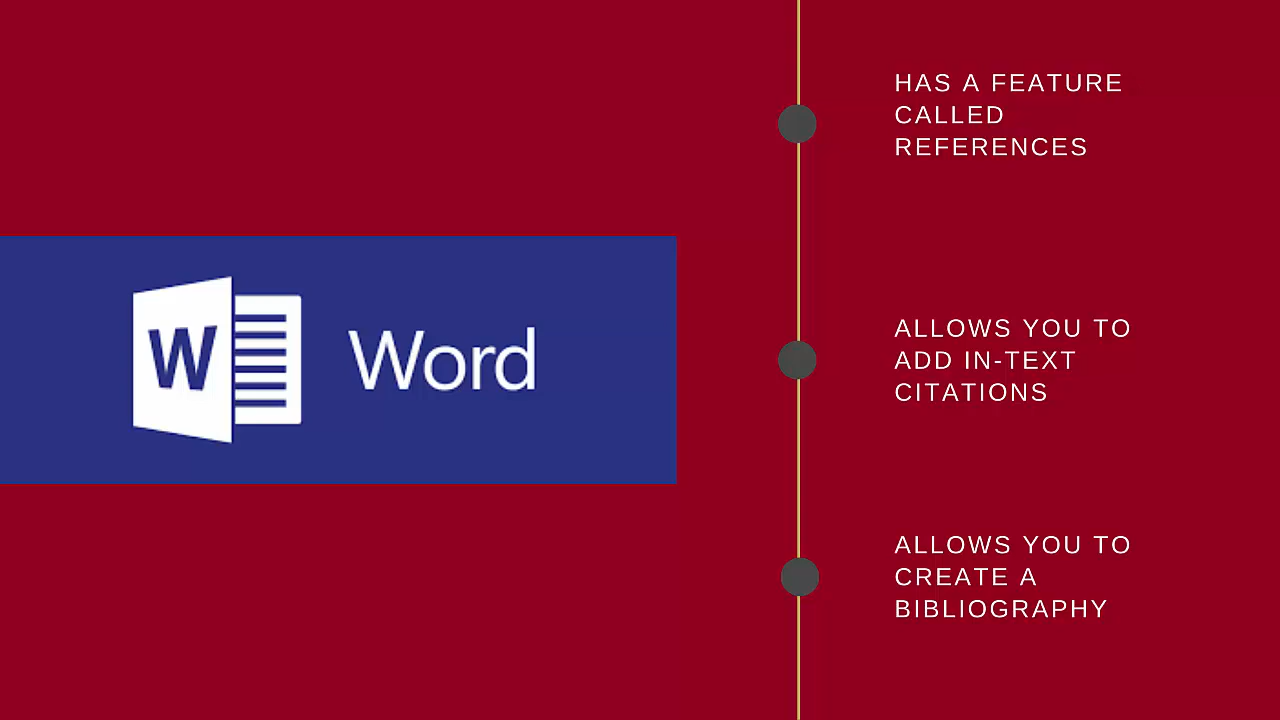 W
Word
HAS A FEATURE
CALLED
REFERENCES
ALLOWS YOU TO
ADD IN-TEXT
CITATIONS
ALLOWS YOU TO
CREATE A
BIBLIOGRAPHY